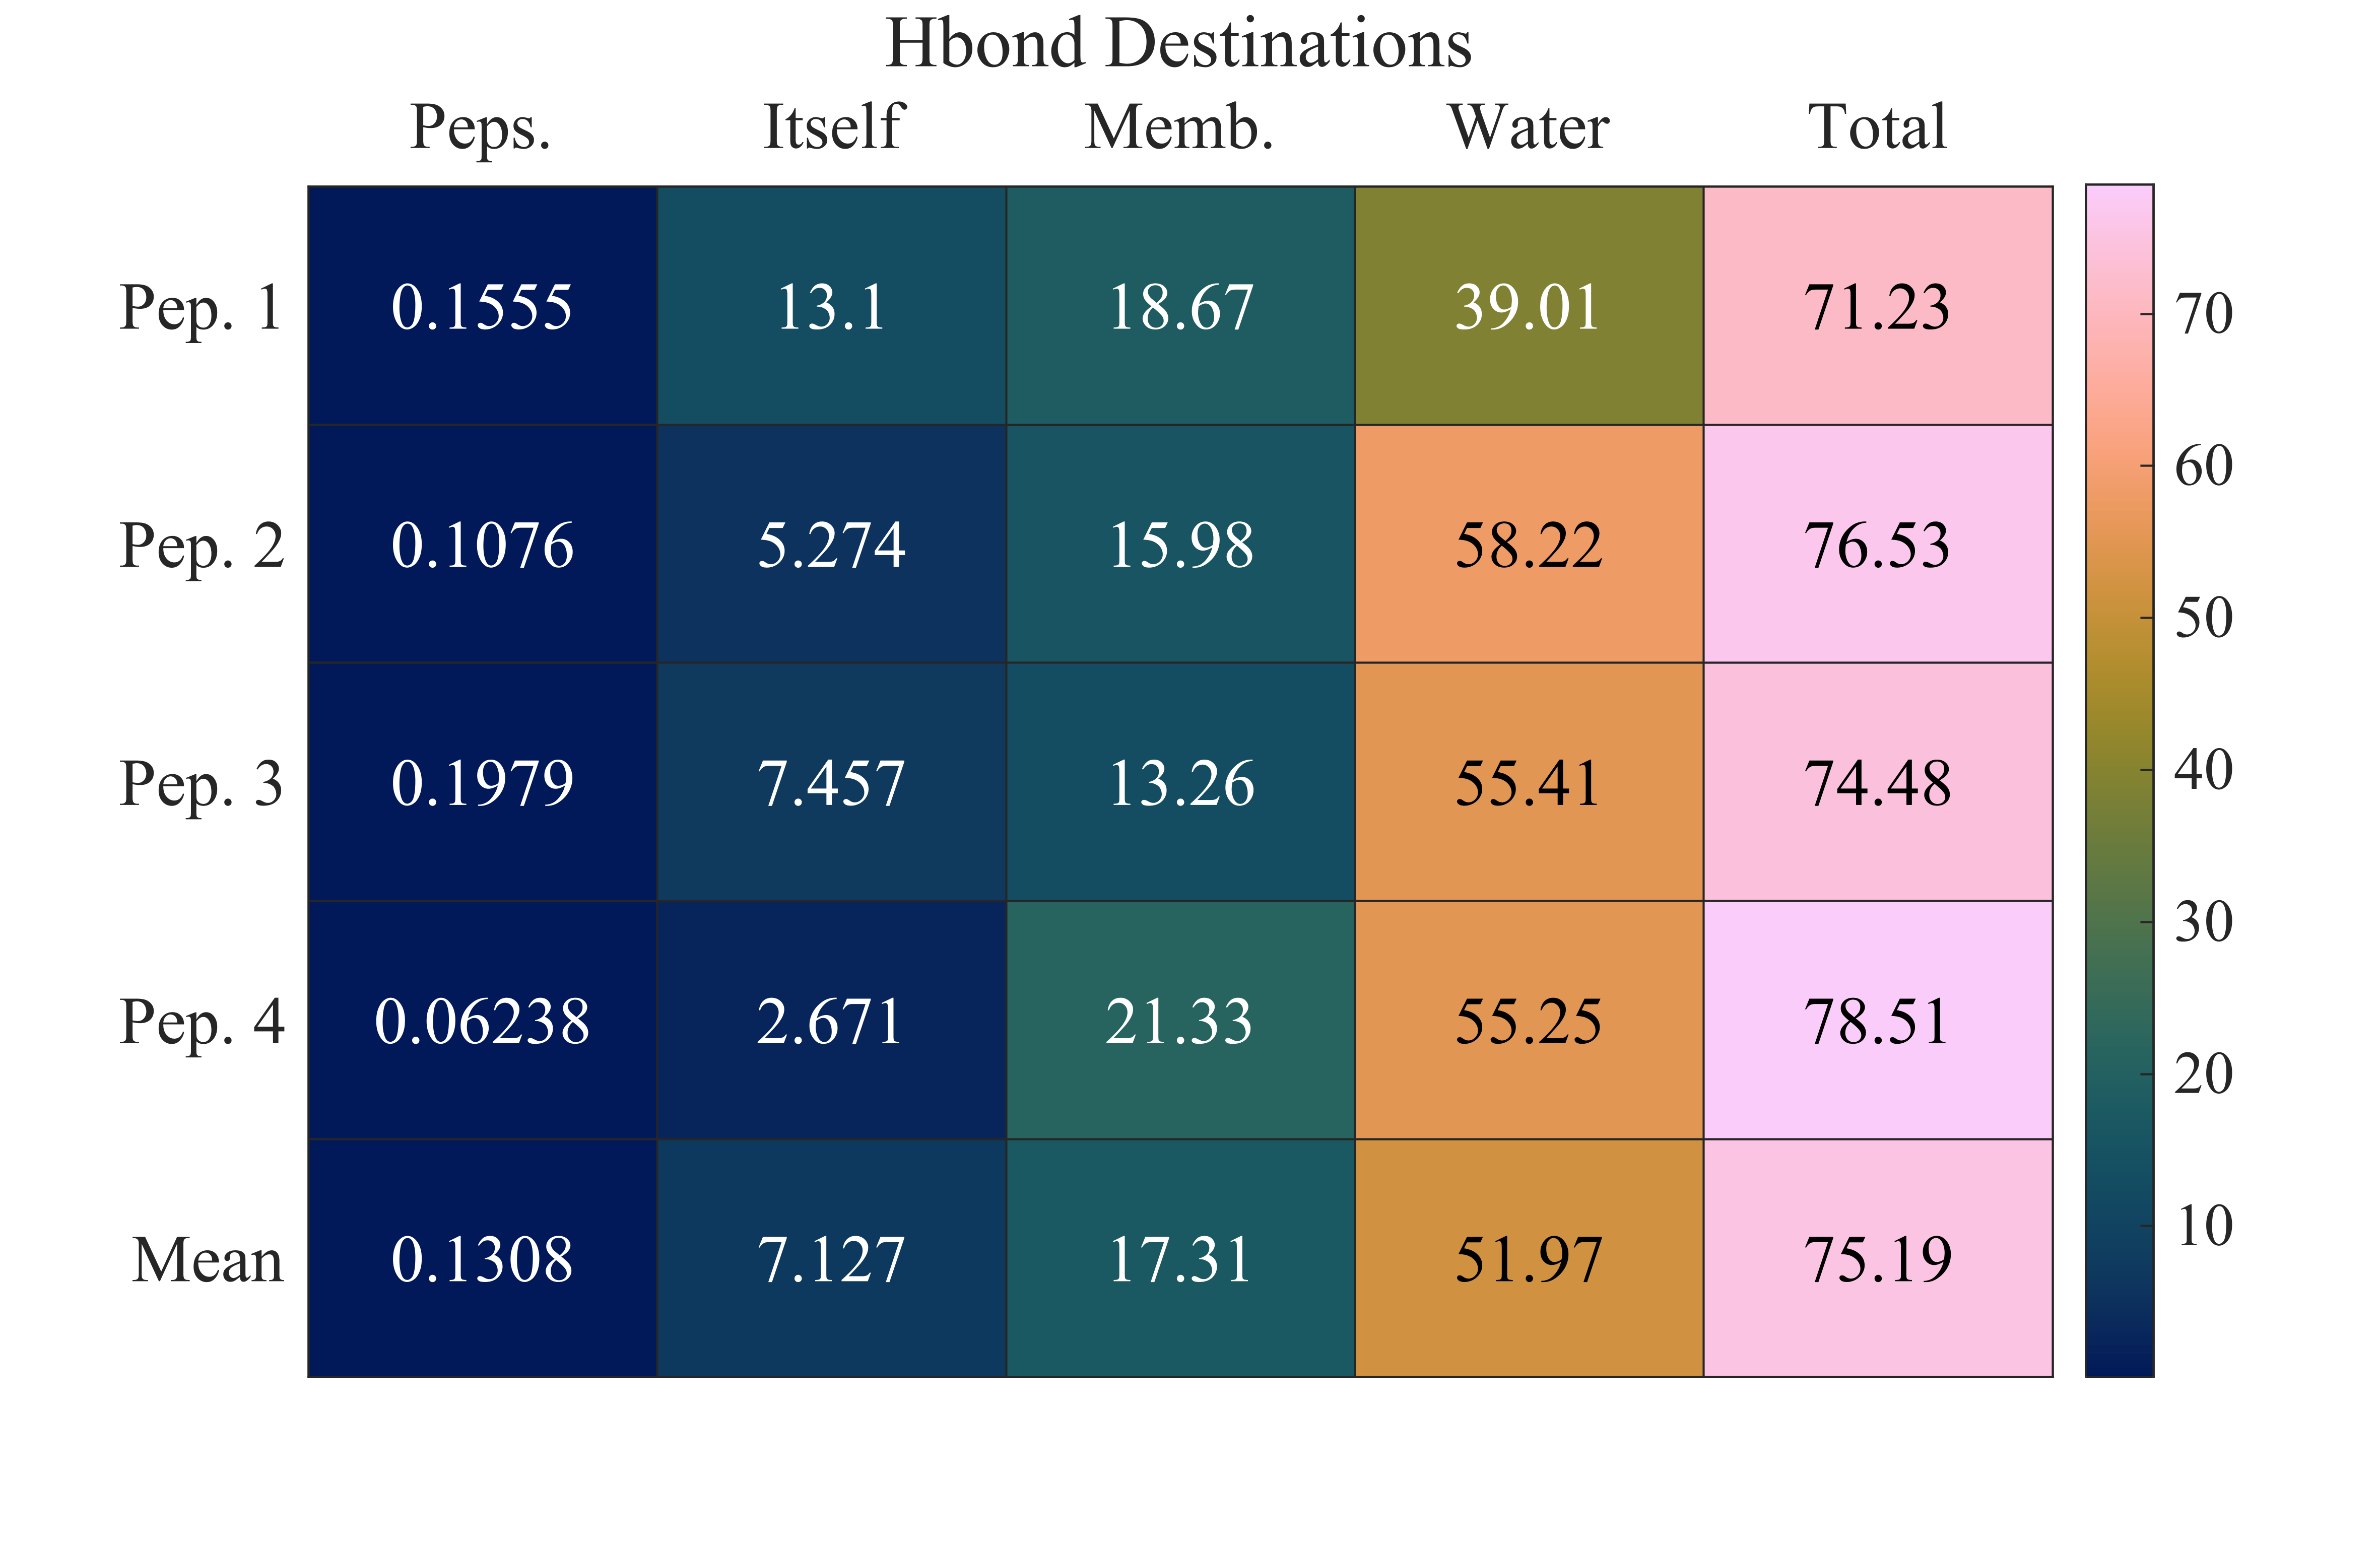 Hbond Destinations
Peps. Itself Memb. Water Total
Pep. 1 0.1555 13.1 18.67 39.01 71.23
70
60
Pep. 2 0.1076 5.274 15.98 58.22 76.53
50
Pep. 3 0.1979 7.457 13.26 55.41 74.48
40
30
Pep. 4 0.06238 2.671 21.33 55.25 78.51
20
10
Mean 0.1308 7.127 17.31 51.97 75.19